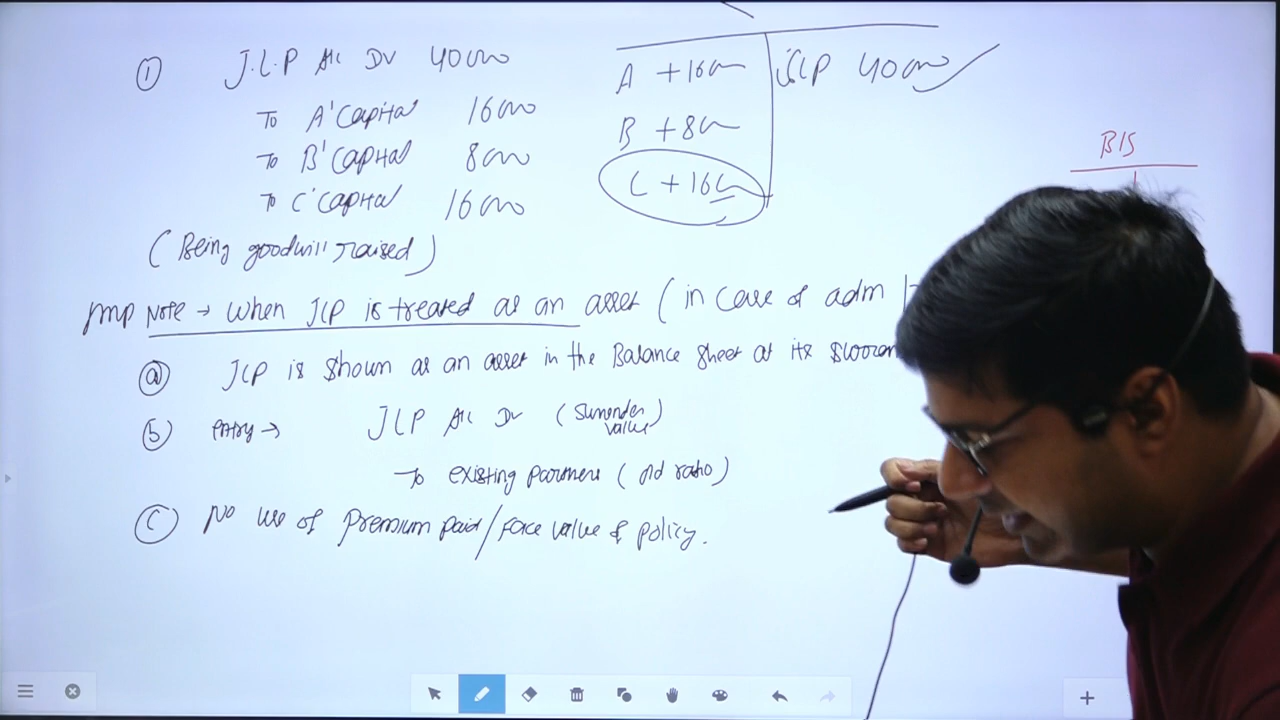 ① J.L.P A/c Dr 40000
To A'Capital 16000
To B'Capital 8000
To C'Capital 16000
(Being goodwill raised)
A +16000 JLP 40000
B +8000
C +16000
B/S
Imp Note → When JLP is treated as an asset (in case of adm
ⓐ JLP is shown as an asset in the Balance sheet at its
ⓑ entry → JLP A/c Dr (Surrender value)
To existing partners (old ratio)
ⓒ No use of Premium paid/face value of policy.